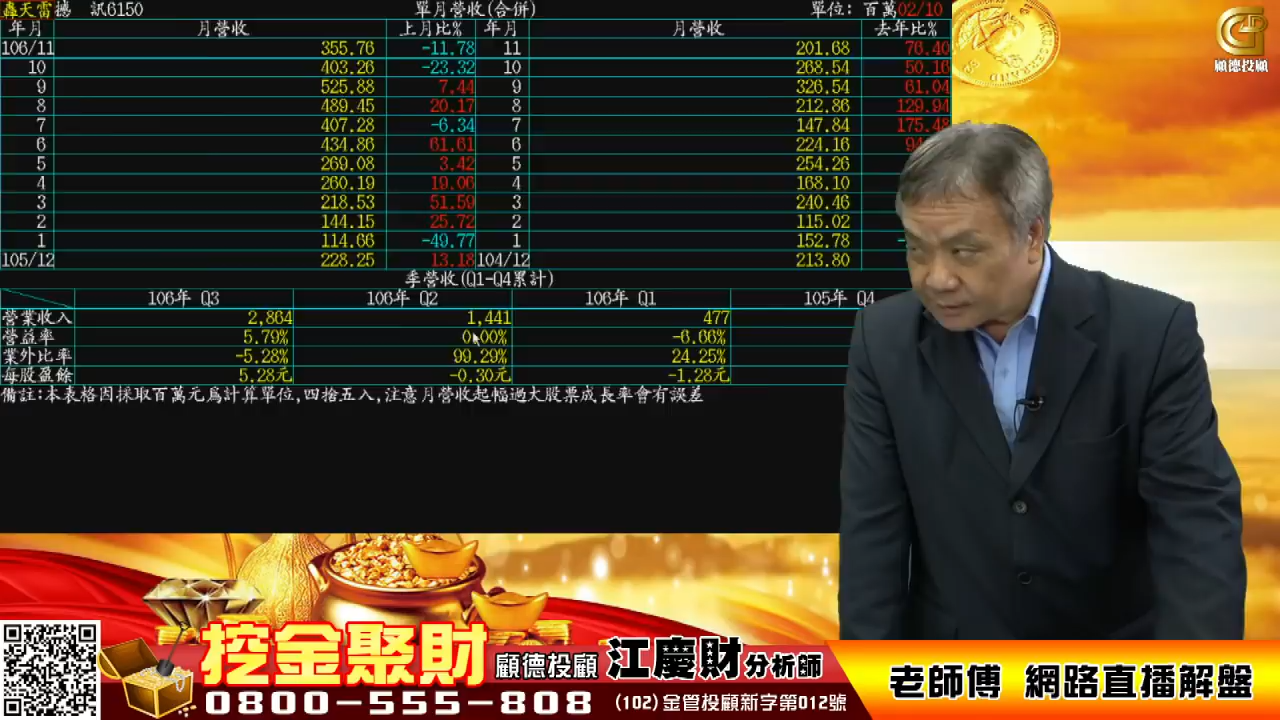 轟天雷撼訊6150 單月營收(合併) 單位: 百萬02/10
年月 月營收 上月比% 年月 月營收 去年比%
106/11 355.76 -11.78 11 201.68 76.40
10 403.26 -23.32 10 268.54 50.16
9 525.88 7.44 9 326.54 61.04
8 489.45 20.17 8 212.86 129.94
7 407.28 -6.34 7 147.84 175.48
6 434.86 61.61 6 224.16 94
5 269.08 3.42 5 254.26
4 260.19 19.06 4 168.10
3 218.53 51.59 3 240.46
2 144.15 25.72 2 115.02
1 114.66 -49.77 1 152.78 -
105/12 228.25 13.18 104/12 213.80
季營收(Q1-Q4累計)
106年 Q3 106年 Q2 106年 Q1 105年 Q4
營業收入 2,864 1,441 477
營益率 5.79% 0.00% -6.66%
業外比率 -5.28% 99.29% 24.25%
每股盈餘 5.28元 -0.30元 -1.28元
備註:本表格因採取百萬元爲計算單位,四捨五入,注意月營收起幅過大股票成長率會有誤差
KRUGERRAND
顧德投顧
挖金聚財
顧德投顧 江慶財分析師
0800-555-808 (102)金管投顧新字第012號
老師傅 網路直播解盤